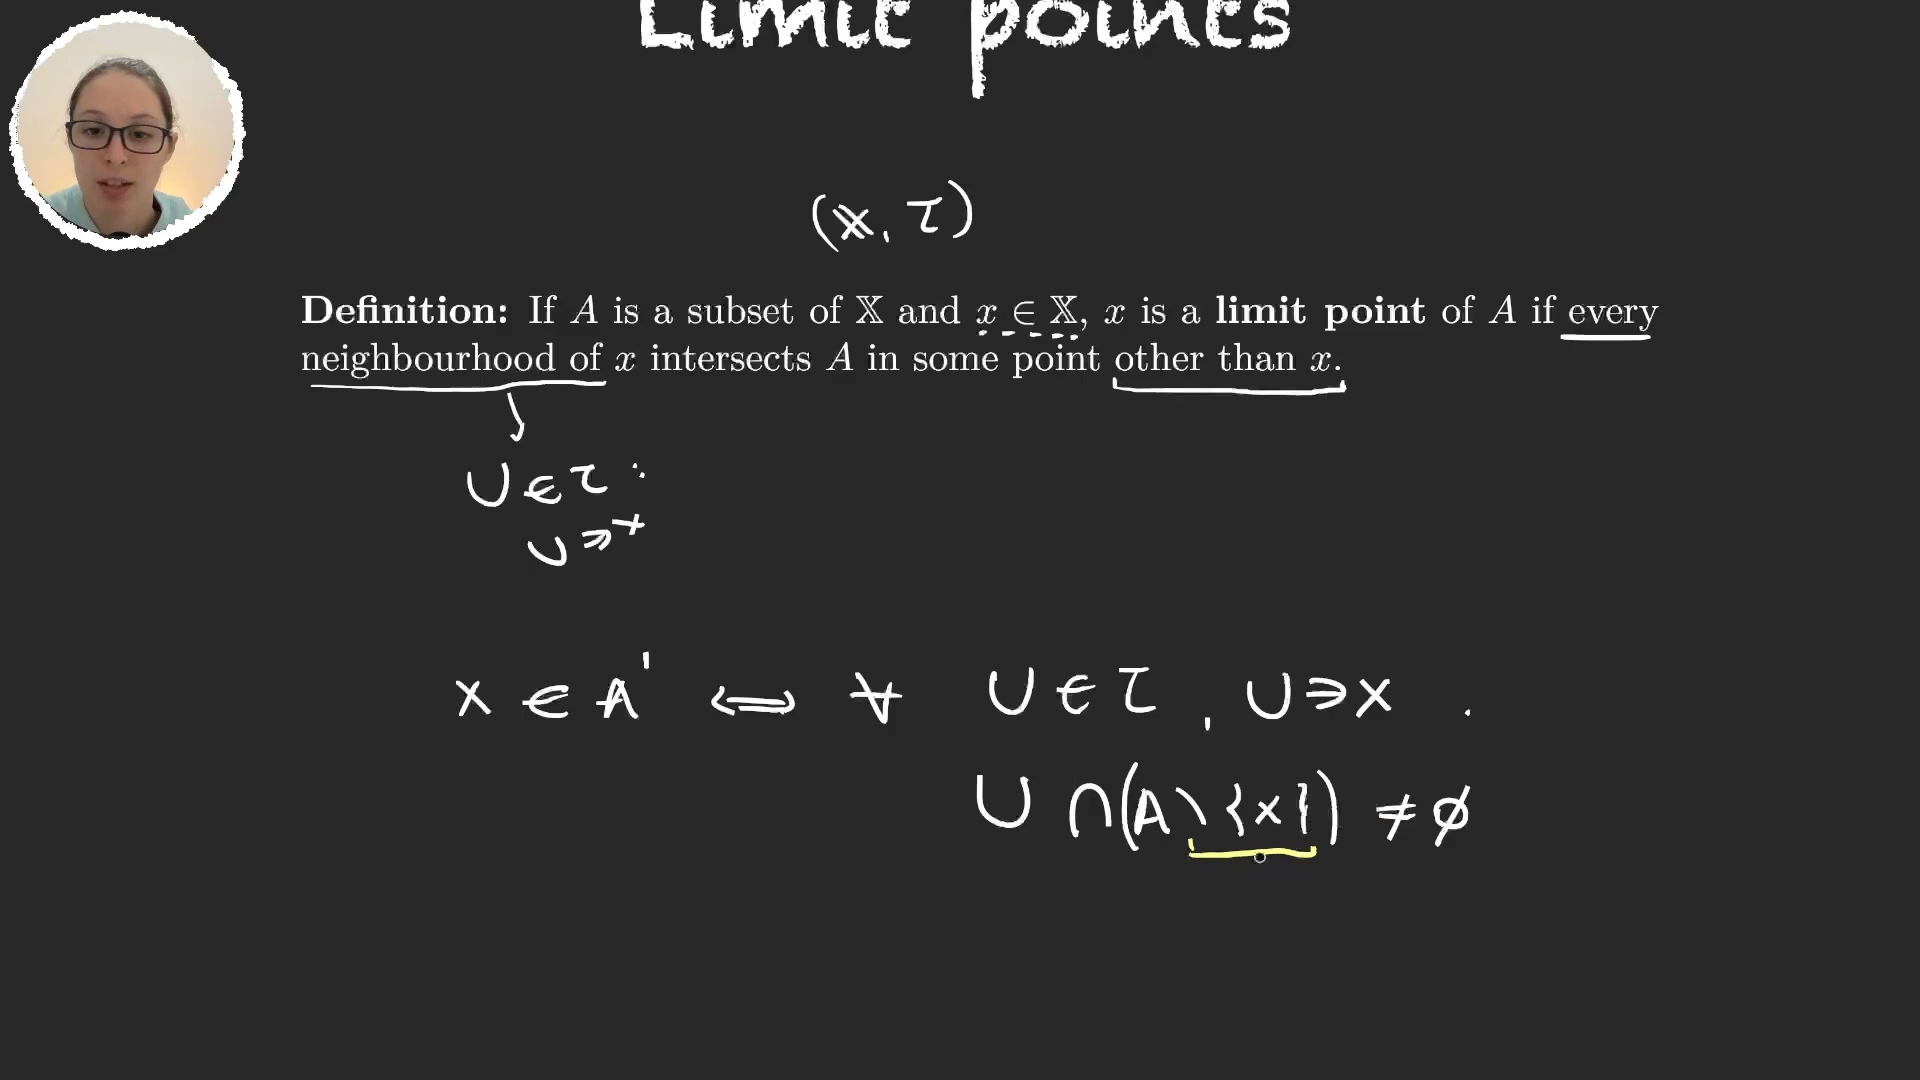 Limit points
(𝕏, τ)
Definition: If A is a subset of 𝕏 and x ∈ 𝕏, x is a limit point of A if every
neighbourhood of x intersects A in some point other than x.
U ∈ τ :
U ∋ x
x ∈ A' ⟺ ∀ U ∈ τ , U ∋ x .
U ∩ (A \ {x}) ≠ ∅